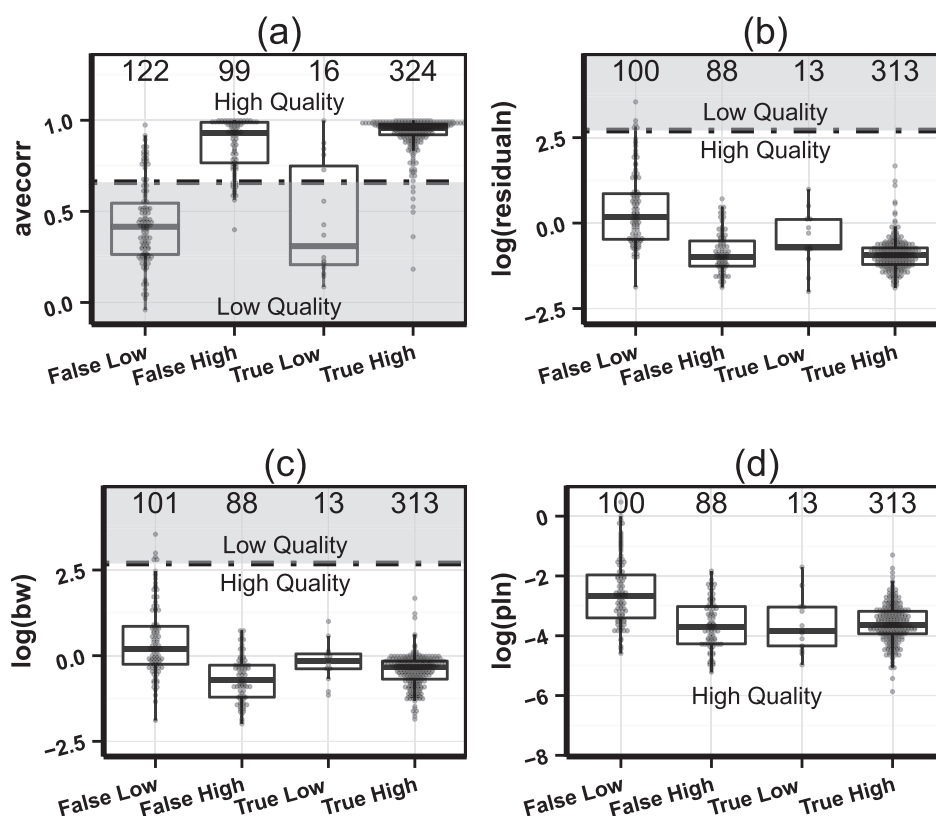 (a)
122 99 16 324
High Quality
1.0
0.5
0.0
avecorr
Low Quality
False Low False High True Low True High
(b)
100 88 13 313
Low Quality
High Quality
2.5
0.0
−2.5
log(residualn)
False Low False High True Low True High
(c)
101 88 13 313
Low Quality
High Quality
2.5
0.0
−2.5
log(bw)
False Low False High True Low True High
(d)
100 88 13 313
0
−2
−4
−6
−8
log(pln)
High Quality
False Low False High True Low True High